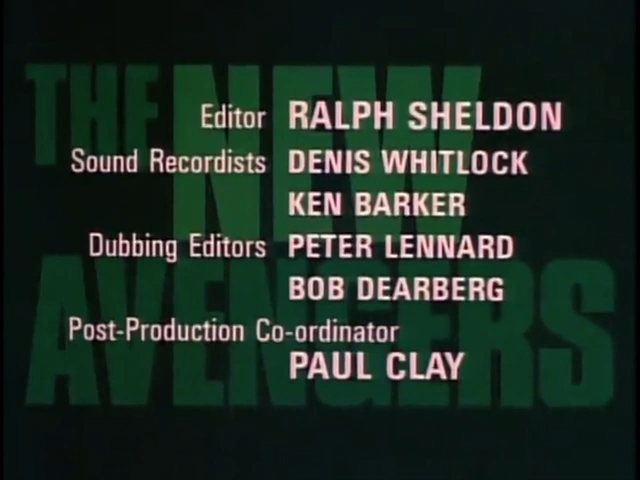 THE NEW
AVENGERS
Editor RALPH SHELDON
Sound Recordists DENIS WHITLOCK
KEN BARKER
Dubbing Editors PETER LENNARD
BOB DEARBERG
Post-Production Co-ordinator
PAUL CLAY